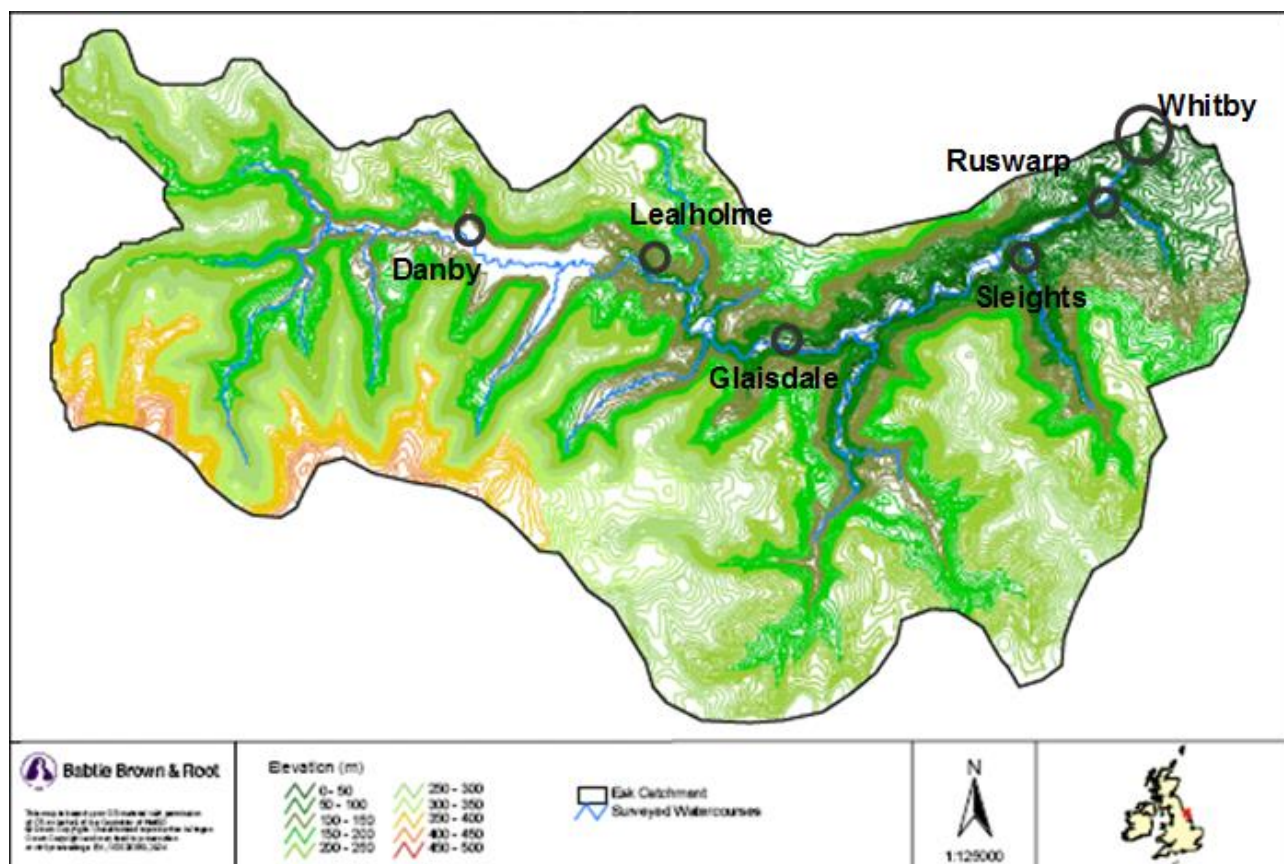 Whitby
Ruswarp
Lealholme
Danby
Sleights
Glaisdale
Babtie Brown & Root
Elevation (m)
0 - 50
50 - 100
100 - 150
150 - 200
200 - 250
250 - 300
300 - 350
350 - 400
400 - 450
450 - 500
Esk Catchment
Surveyed Watercourses
N
1:125000